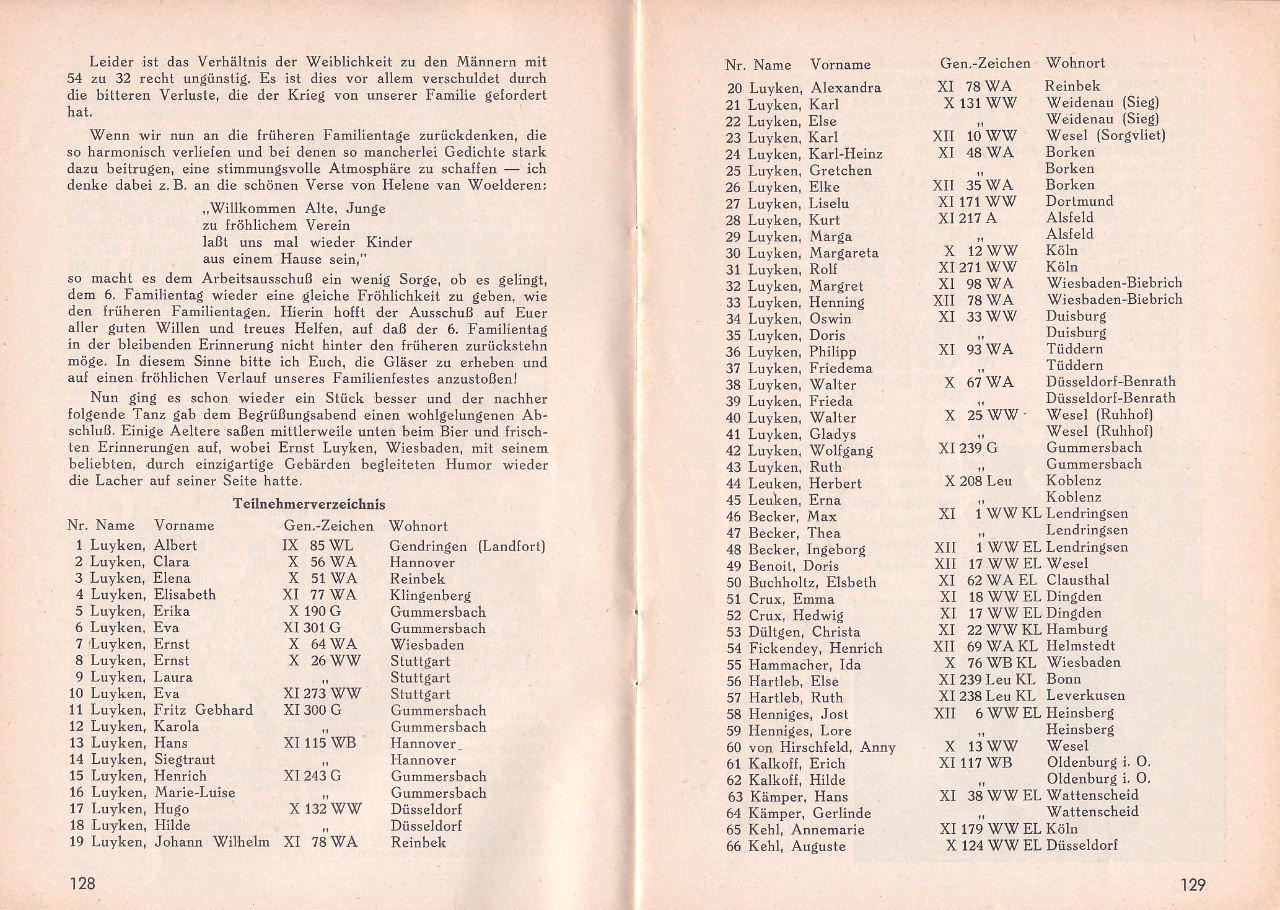 Leider ist das Verhältnis der Weiblichkeit zu den Männern mit
54 zu 32 recht ungünstig. Es ist dies vor allem verschuldet durch
die bitteren Verluste, die der Krieg von unserer Familie gefordert
hat.
Wenn wir nun an die früheren Familientage zurückdenken, die
so harmonisch verliefen und bei denen so mancherlei Gedichte stark
dazu beitrugen, eine stimmungsvolle Atmosphäre zu schaffen — ich
denke dabei z. B. an die schönen Verse von Helene van Woelderen:
„Willkommen Alte, Junge
zu fröhlichem Verein
laßt uns mal wieder Kinder
aus einem Hause sein,"
so macht es dem Arbeitsausschuß ein wenig Sorge, ob es gelingt,
dem 6. Familientag wieder eine gleiche Fröhlichkeit zu geben, wie
den früheren Familientagen. Hierin hofft der Ausschuß auf Euer
aller guten Willen und treues Helfen, auf daß der 6. Familientag
in der bleibenden Erinnerung nicht hinter den früheren zurückstehn
möge. In diesem Sinne bitte ich Euch, die Gläser zu erheben und
auf einen fröhlichen Verlauf unseres Familienfestes anzustoßen!
Nun ging es schon wieder ein Stück besser und der nachher
folgende Tanz gab dem Begrüßungsabend einen wohlgelungenen Ab-
schluß. Einige Aeltere saßen mittlerweile unten beim Bier und frisch-
ten Erinnerungen auf, wobei Ernst Luyken, Wiesbaden, mit seinem
beliebten, durch einzigartige Gebärden begleiteten Humor wieder
die Lacher auf seiner Seite hatte.
Teilnehmerverzeichnis
Nr. Name Vorname Gen.-Zeichen Wohnort
1 Luyken, Albert IX 85 WL Gendringen (Landfort)
2 Luyken, Clara X 56 WA Hannover
3 Luyken, Elena X 51 WA Reinbek
4 Luyken, Elisabeth XI 77 WA Klingenberg
5 Luyken, Erika X 190 G Gummersbach
6 Luyken, Eva XI 301 G Gummersbach
7 Luyken, Ernst X 64 WA Wiesbaden
8 Luyken, Ernst X 26 WW Stuttgart
9 Luyken, Laura „ Stuttgart
10 Luyken, Eva XI 273 WW Stuttgart
11 Luyken, Fritz Gebhard XI 300 G Gummersbach
12 Luyken, Karola „ Gummersbach
13 Luyken, Hans XI 115 WB Hannover
14 Luyken, Siegtraut „ Hannover
15 Luyken, Henrich XI 243 G Gummersbach
16 Luyken, Marie-Luise „ Gummersbach
17 Luyken, Hugo X 132 WW Düsseldorf
18 Luyken, Hilde „ Düsseldorf
19 Luyken, Johann Wilhelm XI 78 WA Reinbek
128
Nr. Name Vorname Gen.-Zeichen Wohnort
20 Luyken, Alexandra XI 78 WA Reinbek
21 Luyken, Karl X 131 WW Weidenau (Sieg)
22 Luyken, Else „ Weidenau (Sieg)
23 Luyken, Karl XII 10 WW Wesel (Sorgvliet)
24 Luyken, Karl-Heinz XI 48 WA Borken
25 Luyken, Gretchen „ Borken
26 Luyken, Elke XII 35 WA Borken
27 Luyken, Liselu XI 171 WW Dortmund
28 Luyken, Kurt XI 217 A Alsfeld
29 Luyken, Marga „ Alsfeld
30 Luyken, Margareta X 12 WW Köln
31 Luyken, Rolf XI 271 WW Köln
32 Luyken, Margret XI 98 WA Wiesbaden-Biebrich
33 Luyken, Henning XII 78 WA Wiesbaden-Biebrich
34 Luyken, Oswin XI 33 WW Duisburg
35 Luyken, Doris „ Duisburg
36 Luyken, Philipp XI 93 WA Tüddern
37 Luyken, Friedema „ Tüddern
38 Luyken, Walter X 67 WA Düsseldorf-Benrath
39 Luyken, Frieda „ Düsseldorf-Benrath
40 Luyken, Walter X 25 WW Wesel (Ruhhof)
41 Luyken, Gladys „ Wesel (Ruhhof)
42 Luyken, Wolfgang XI 239 G Gummersbach
43 Luyken, Ruth „ Gummersbach
44 Leuken, Herbert X 208 Leu Koblenz
45 Leuken, Erna „ Koblenz
46 Becker, Max XI 1 WW KL Lendringsen
47 Becker, Thea „ Lendringsen
48 Becker, Ingeborg XII 1 WW EL Lendringsen
49 Benoit, Doris XII 17 WW EL Wesel
50 Buchholtz, Elsbeth XI 62 WA EL Clausthal
51 Crux, Emma XI 18 WW EL Dingden
52 Crux, Hedwig XI 17 WW EL Dingden
53 Dültgen, Christa XI 22 WW KL Hamburg
54 Fickendey, Henrich XII 69 WA KL Helmstedt
55 Hammacher, Ida X 76 WB KL Wiesbaden
56 Hartleb, Else XI 239 Leu KL Bonn
57 Hartleb, Ruth XI 238 Leu KL Leverkusen
58 Henniges, Jost XII 6 WW EL Heinsberg
59 Henniges, Lore „ Heinsberg
60 von Hirschfeld, Anny X 13 WW Wesel
61 Kalkoff, Erich XI 117 WB Oldenburg i. O.
62 Kalkoff, Hilde „ Oldenburg i. O.
63 Kämper, Hans XI 38 WW EL Wattenscheid
64 Kämper, Gerlinde „ Wattenscheid
65 Kehl, Annemarie XI 179 WW EL Köln
66 Kehl, Auguste X 124 WW EL Düsseldorf
129